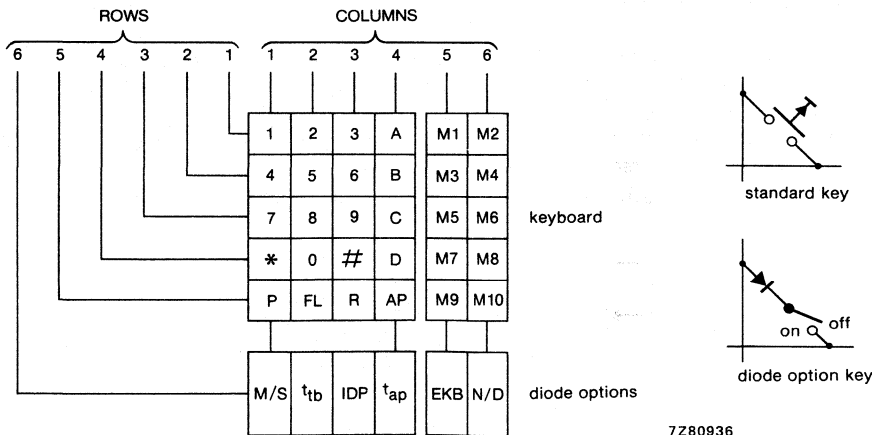 ROWS COLUMNS
6 5 4 3 2 1 1 2 3 4 5 6
1 2 3 A M1 M2
4 5 6 B M3 M4
standard key
7 8 9 C M5 M6 keyboard
* 0 # D M7 M8
P FL R AP M9 M10
on off
M/S ttb IDP tap EKB N/D diode options
diode option key
7Z80936